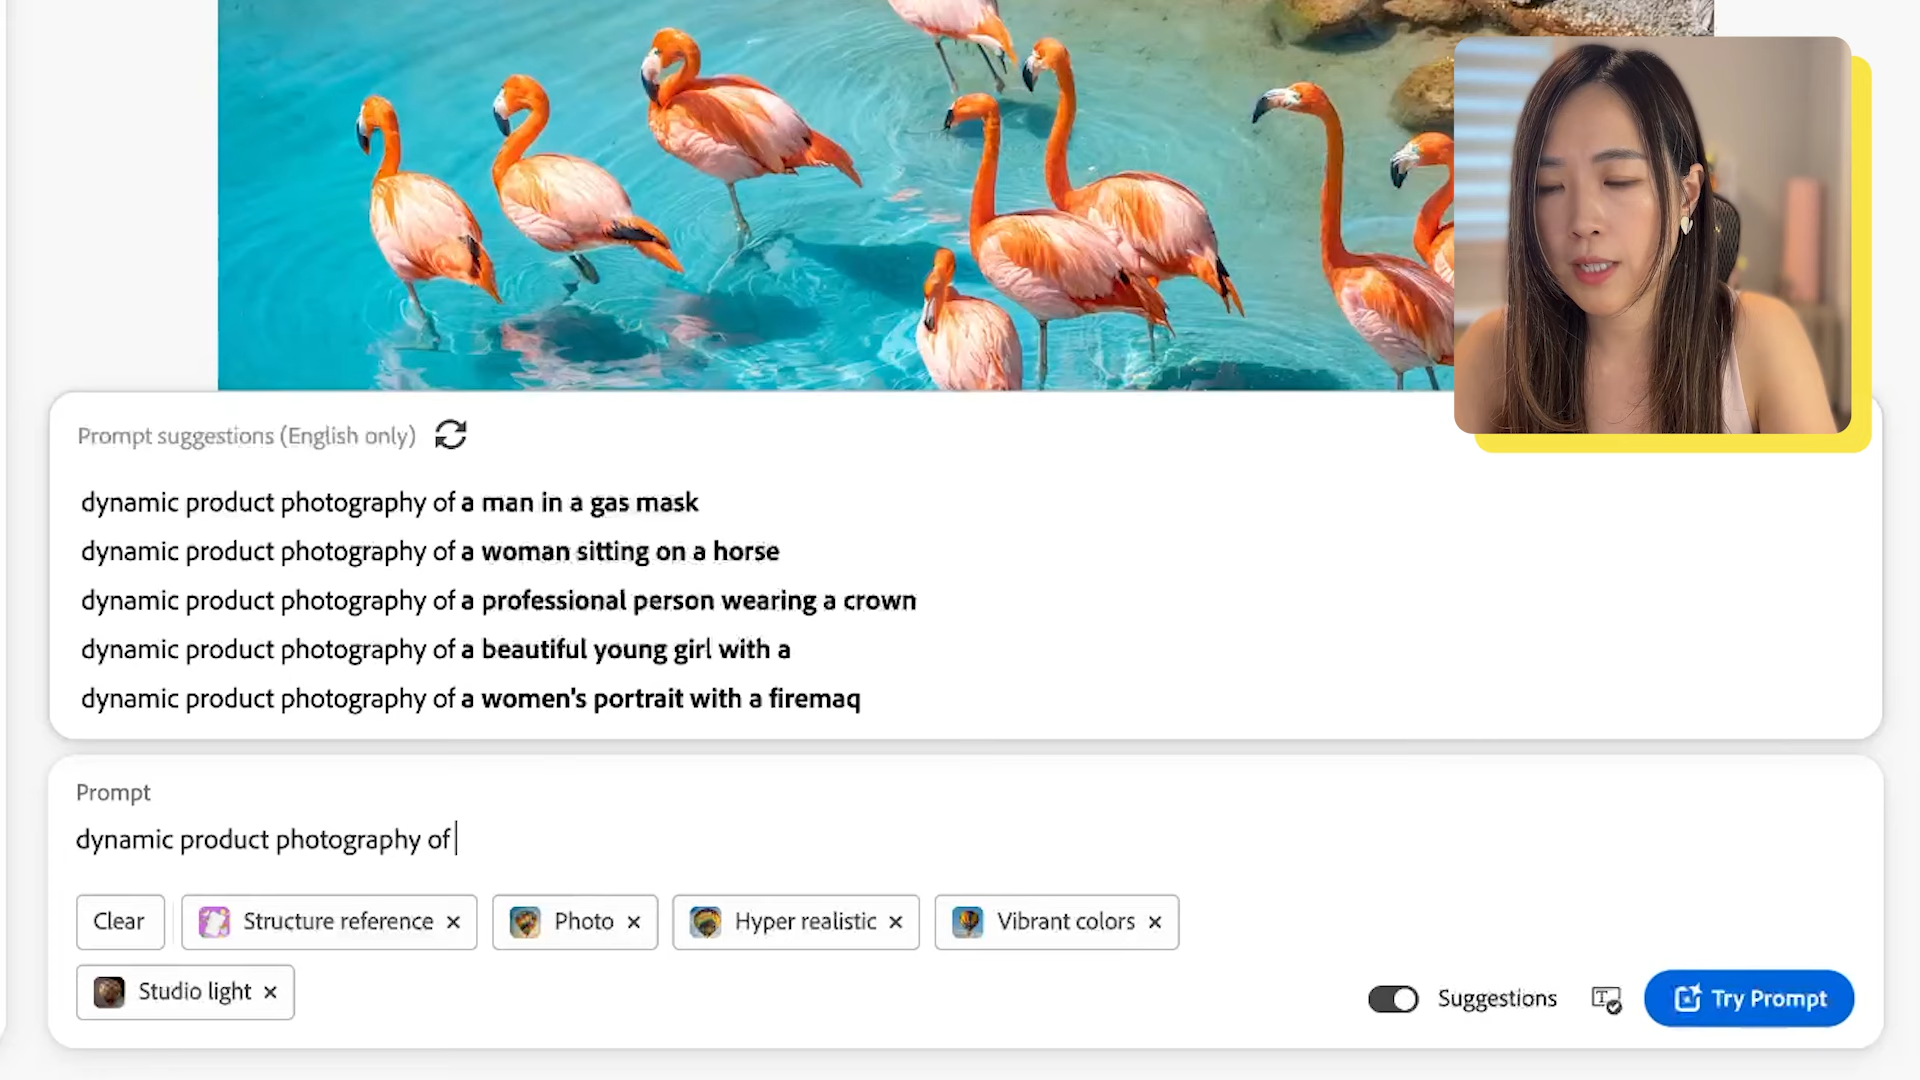 Prompt suggestions (English only)
dynamic product photography of a man in a gas mask
dynamic product photography of a woman sitting on a horse
dynamic product photography of a professional person wearing a crown
dynamic product photography of a beautiful young girl with a
dynamic product photography of a women's portrait with a firemaq
Prompt
dynamic product photography of
Clear Structure reference × Photo × Hyper realistic × Vibrant colors ×
Studio light ×
Suggestions Try Prompt